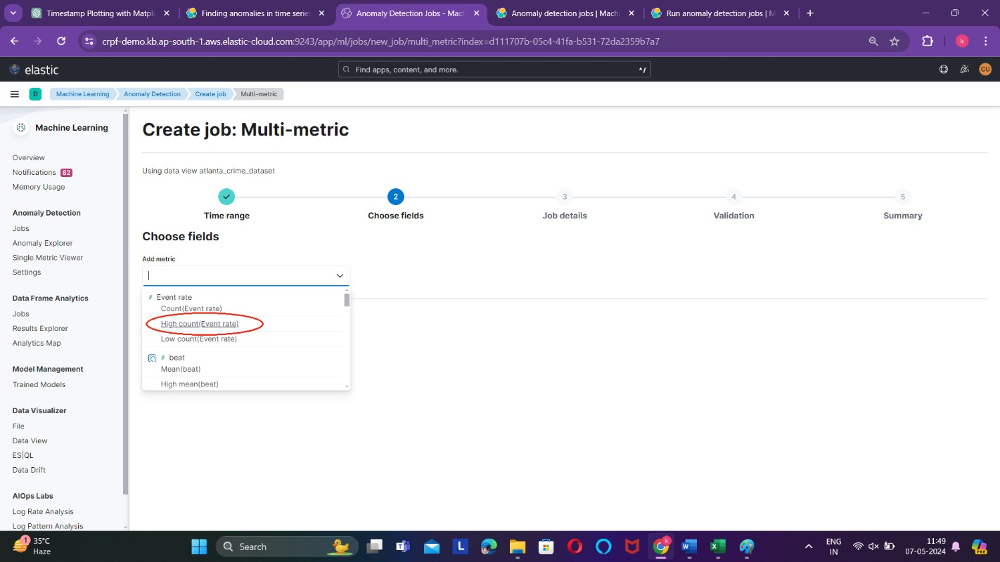 Timestamp Plotting with Matplo
Finding anomalies in time series
Anomaly Detection Jobs - Mach
Anomaly detection jobs | Machi
Run anomaly detection jobs | M
crpf-demo.kb.ap-south-1.aws.elastic-cloud.com:9243/app/ml/jobs/new_job/multi_metric?index=d111707b-05c4-41fa-b531-72da2359b7a7
k
elastic
Find apps, content, and more.
^/
CU
D
Machine Learning
Anomaly Detection
Create job
Multi-metric
Machine Learning
Overview
Notifications 82
Memory Usage
Anomaly Detection
Jobs
Anomaly Explorer
Single Metric Viewer
Settings
Data Frame Analytics
Jobs
Results Explorer
Analytics Map
Model Management
Trained Models
Data Visualizer
File
Data View
ES|QL
Data Drift
AIOps Labs
Log Rate Analysis
Log Pattern Analysis
Create job: Multi-metric
Using data view atlanta_crime_dataset
2
3
4
5
Time range
Choose fields
Job details
Validation
Summary
Choose fields
Add metric
# Event rate
Count(Event rate)
High count(Event rate)
Low count(Event rate)
# beat
Mean(beat)
High mean(beat)
1
35°C
Haze
Search
L
k
ENG
IN
11:49
07-05-2024
PRE